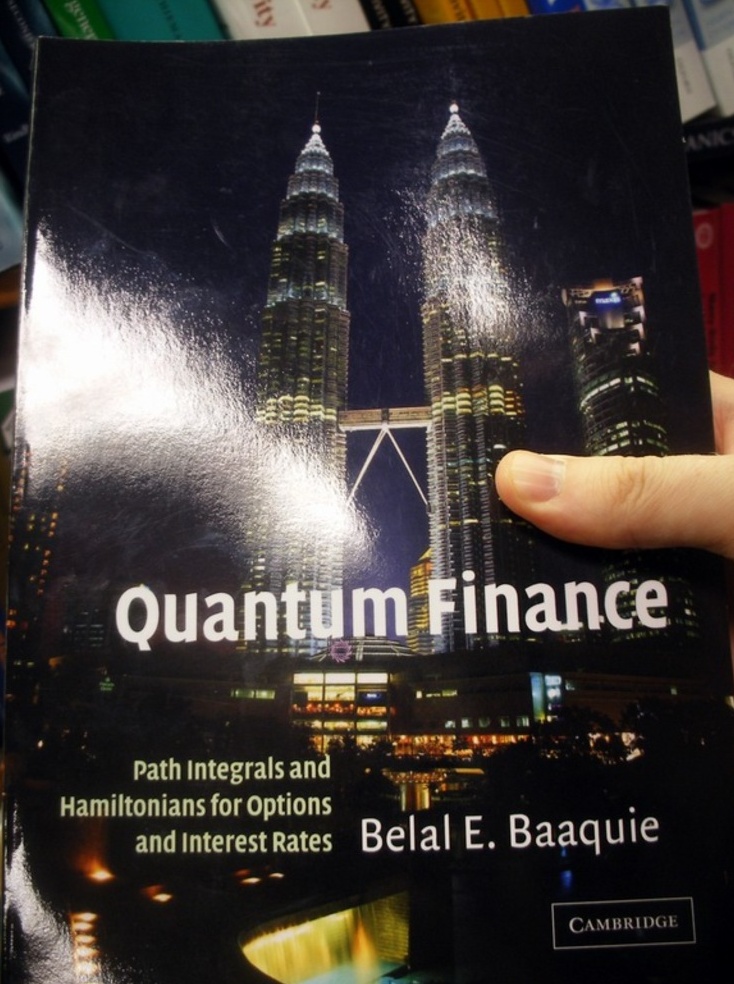 Quantum Finance
Path Integrals and
Hamiltonians for Options
and Interest Rates
Belal E. Baaquie
CAMBRIDGE